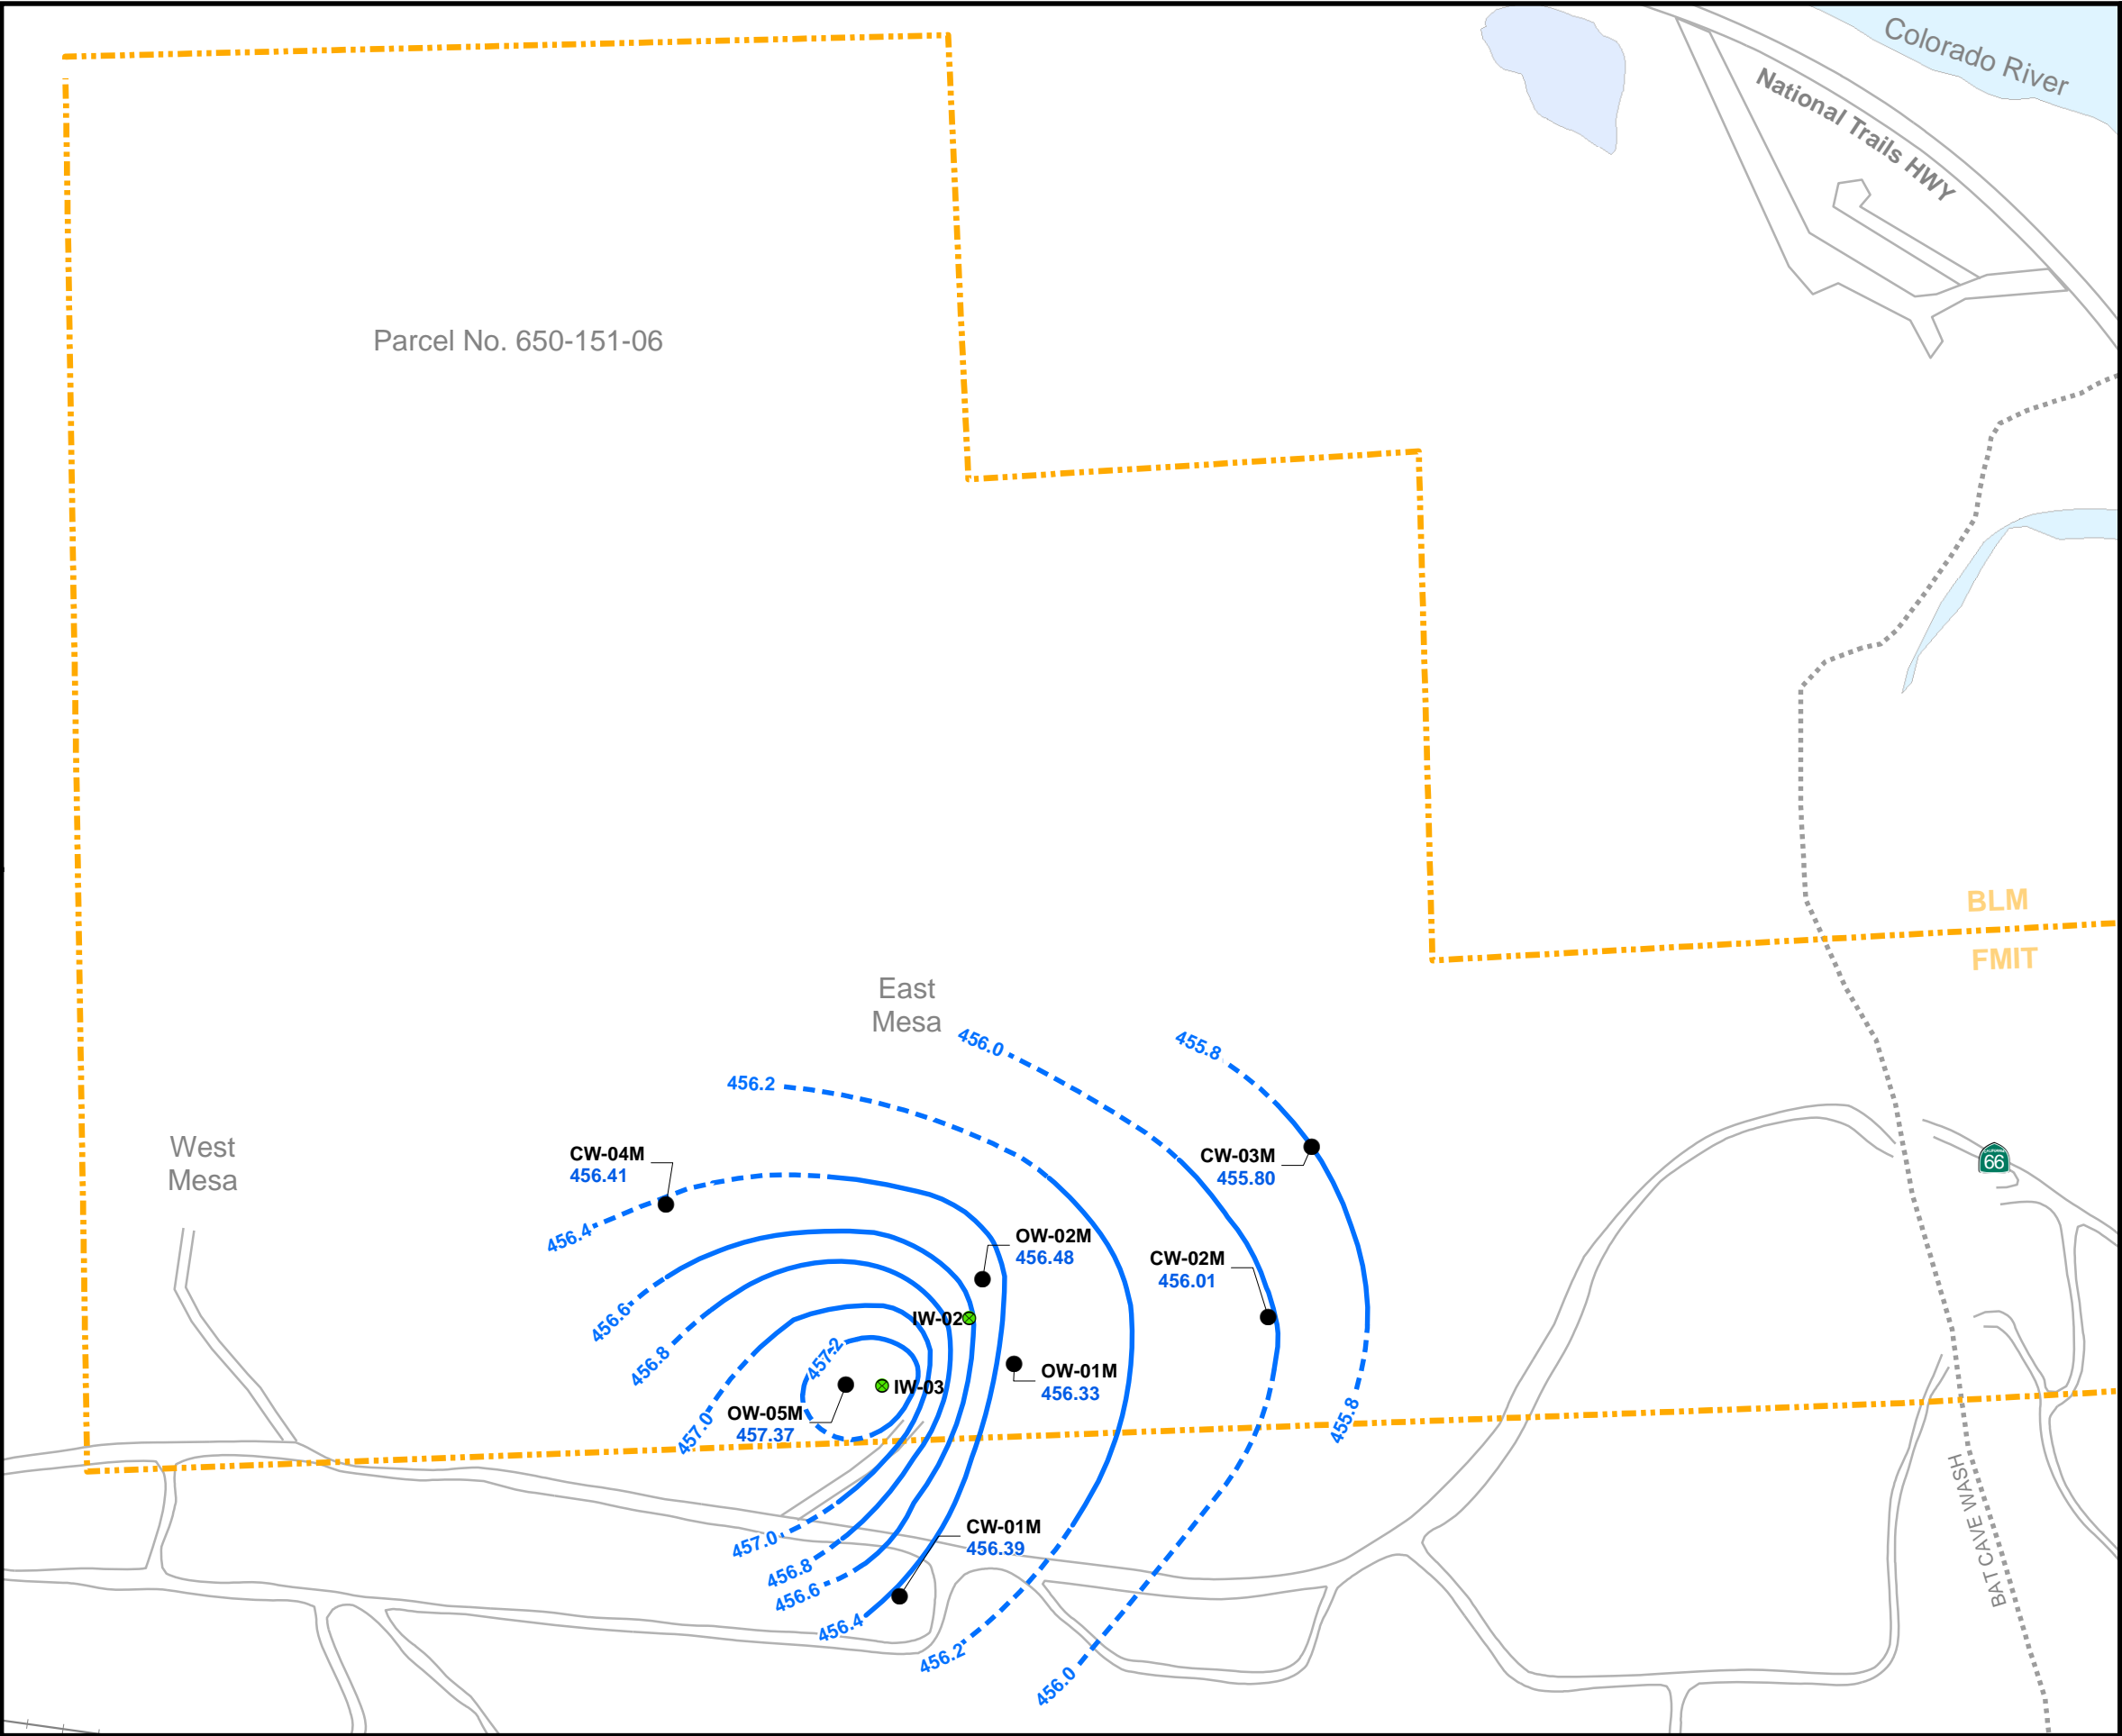 Colorado River
National Trails HWY
Parcel No. 650-151-06
BLM
FMIT
East
Mesa
456.0
455.8
456.2
West
Mesa
CW-04M
456.41
CW-03M
455.80
66
456.4
OW-02M
456.48
CW-02M
456.01
456.6
IW-02
456.8
457.2
OW-01M
456.33
IW-03
OW-05M
457.37
457.0
455.8
BAT CAVE WASH
CW-01M
456.39
457.0
456.8
456.6
456.4
456.2
456.0